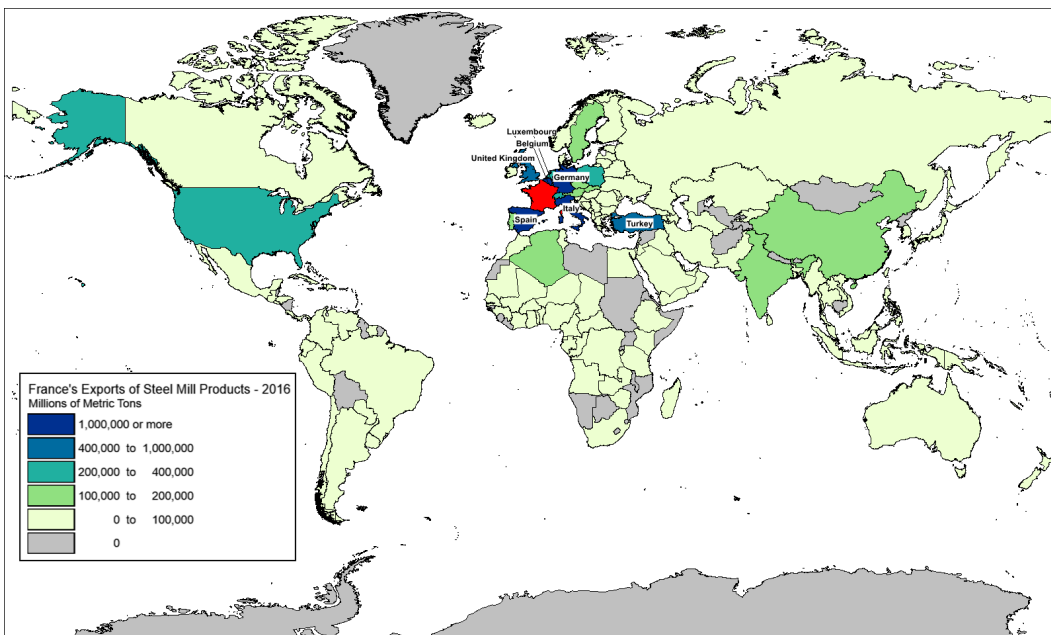 Luxembourg
Belgium
United Kingdom
Germany
Italy
Spain
Turkey
France's Exports of Steel Mill Products - 2016
Millions of Metric Tons
1,000,000 or more
400,000 to 1,000,000
200,000 to 400,000
100,000 to 200,000
0 to 100,000
0